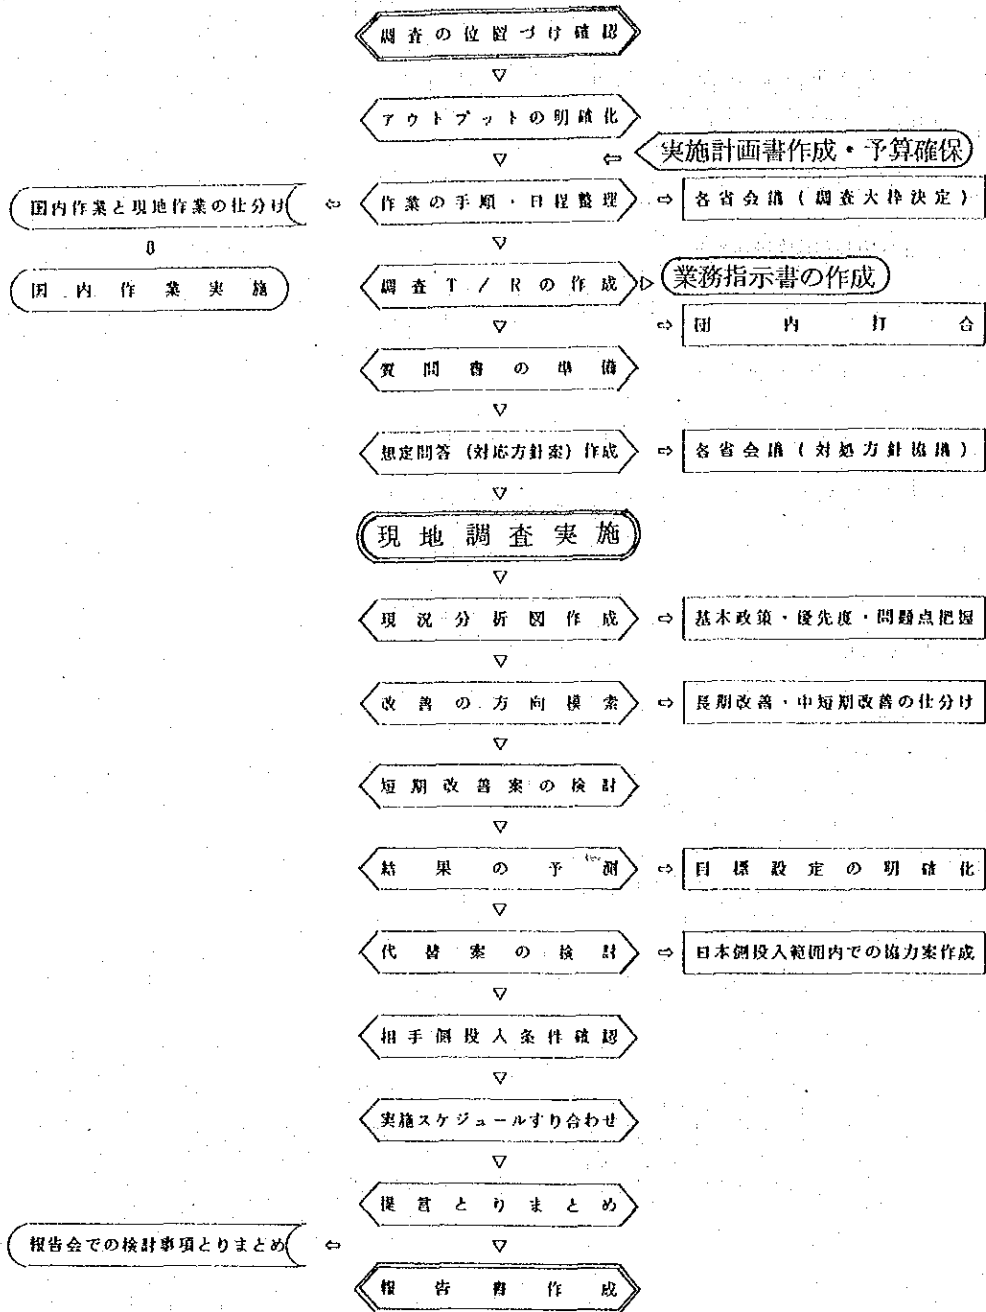 調査の位置づけ確認
▽
アウトプットの明確化
▽
⇦
実施計画書作成・予算確保
国内作業と現地作業の仕分け
⇦
作業の手順・日程整理
⇨
各省会議(調査大枠決定)
⇩
▽
国内作業実施
調査T/Rの作成
▷
業務指示書の作成
▽
⇨
団内打合
質問書の準備
▽
想定問答(対応方針案)作成
⇨
各省会議(対処方針協議)
▽
現地調査実施
▽
現況分析図作成
⇨
基本政策・優先度・問題点把握
▽
改善の方向模索
⇨
長期改善・中短期改善の仕分け
▽
短期改善案の検討
▽
結果の予測
⇨
目標設定の明確化
▽
代替案の検討
⇨
日本側投入範囲内での協力案作成
▽
相手側投入条件確認
▽
実施スケジュールすり合わせ
▽
提言とりまとめ
報告会での検討事項とりまとめ
⇦
▽
報告書作成